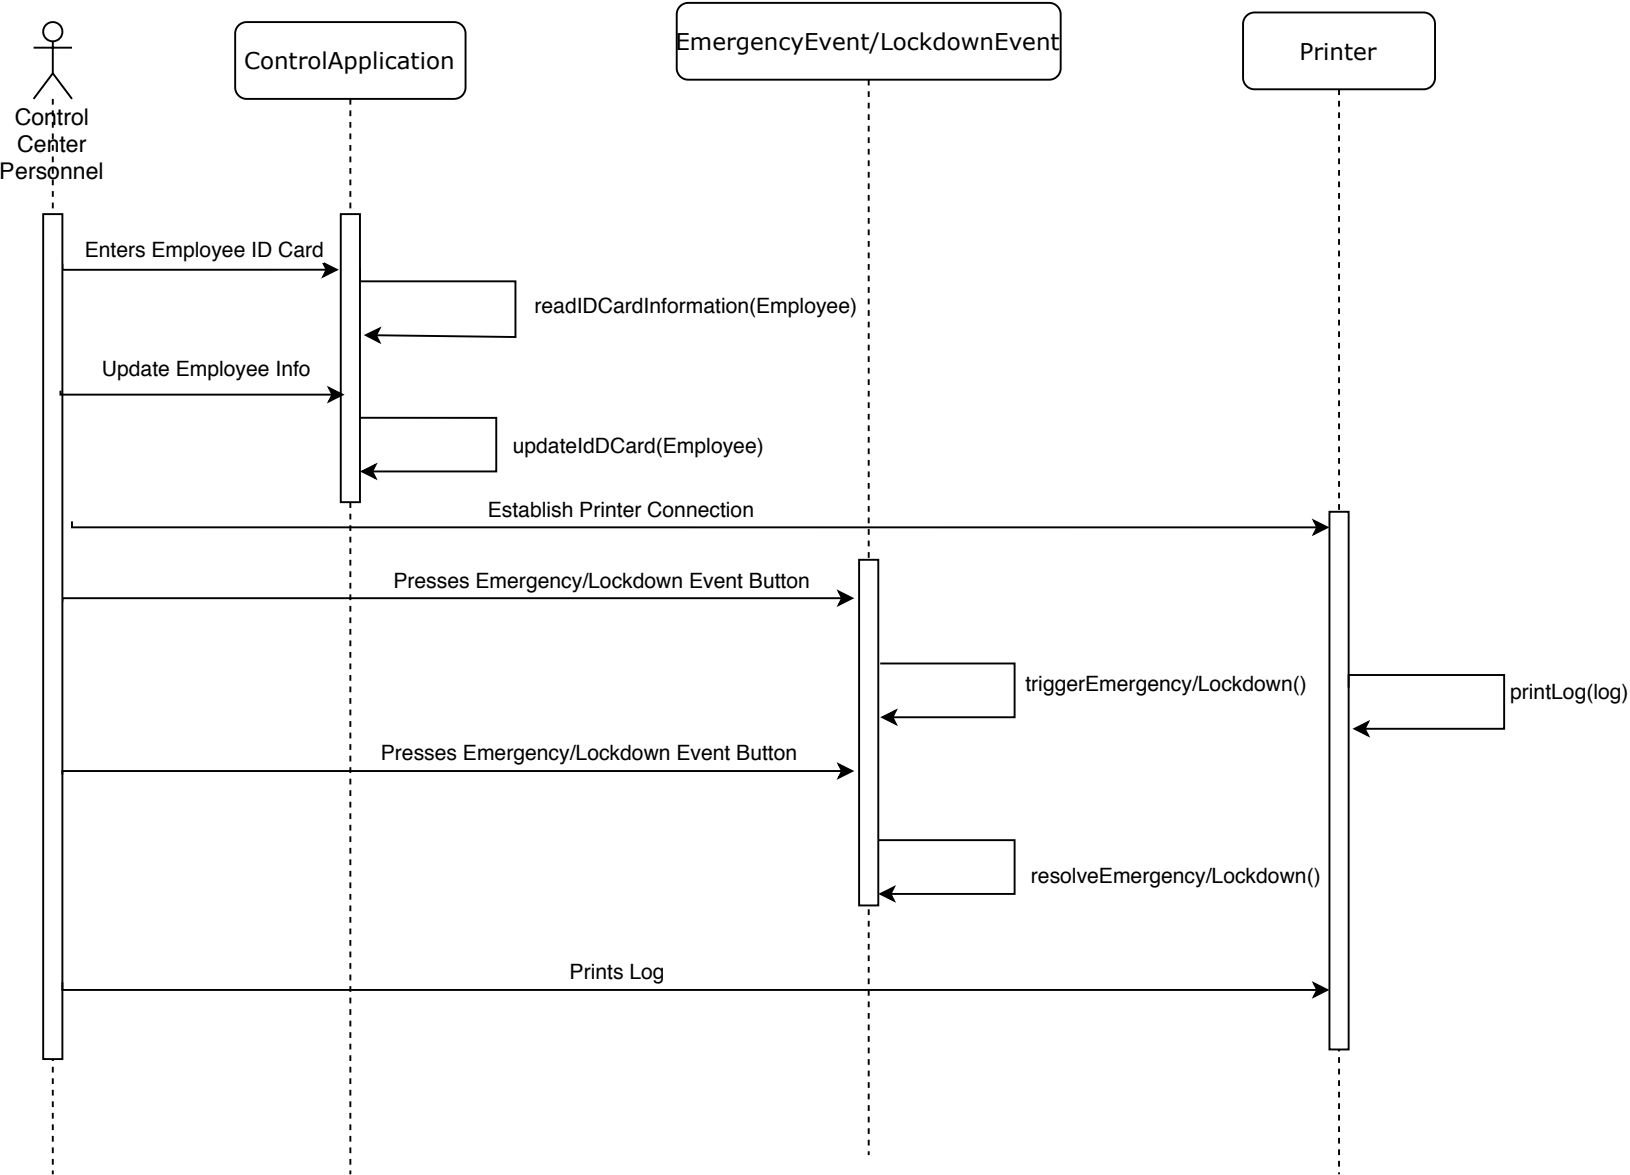 EmergencyEvent/LockdownEvent
Printer
ControlApplication
Control
Center
Personnel
Enters Employee ID Card
readIDCardInformation(Employee)
Update Employee Info
updateIdDCard(Employee)
Establish Printer Connection
Presses Emergency/Lockdown Event Button
triggerEmergency/Lockdown()
printLog(log)
Presses Emergency/Lockdown Event Button
resolveEmergency/Lockdown()
Prints Log